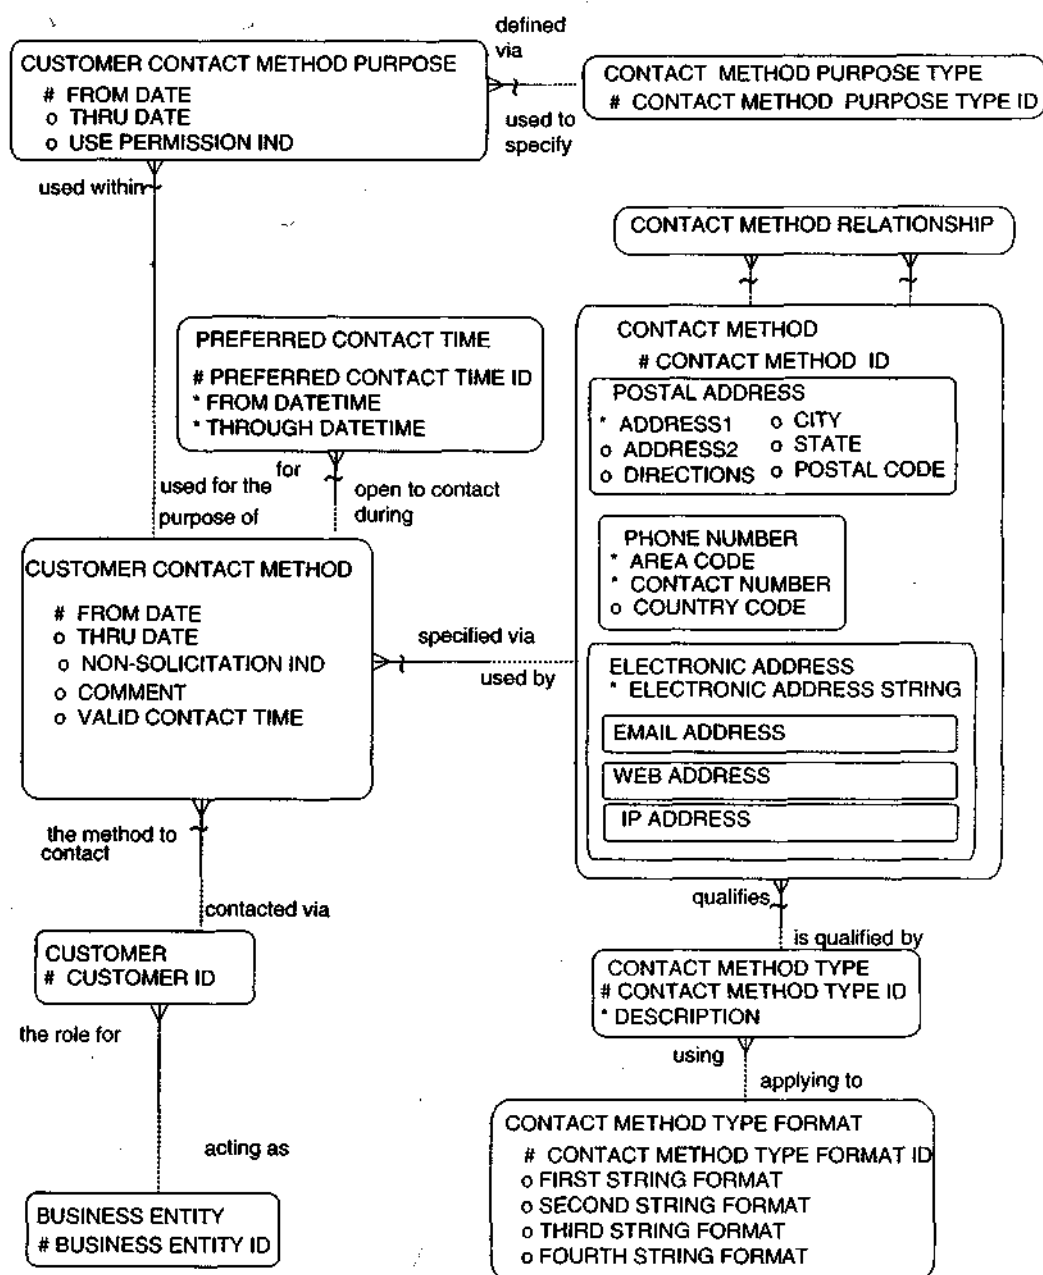 defined
via
CUSTOMER CONTACT METHOD PURPOSE
# FROM DATE
o THRU DATE
o USE PERMISSION IND
CONTACT METHOD PURPOSE TYPE
# CONTACT METHOD PURPOSE TYPE ID
used to
specify
used within
CONTACT METHOD RELATIONSHIP
PREFERRED CONTACT TIME
# PREFERRED CONTACT TIME ID
* FROM DATETIME
* THROUGH DATETIME
for
open to contact
during
used for the
purpose of
CONTACT METHOD
# CONTACT METHOD ID
POSTAL ADDRESS
* ADDRESS1 o CITY
o ADDRESS2 o STATE
o DIRECTIONS o POSTAL CODE
PHONE NUMBER
* AREA CODE
* CONTACT NUMBER
o COUNTRY CODE
ELECTRONIC ADDRESS
* ELECTRONIC ADDRESS STRING
EMAIL ADDRESS
WEB ADDRESS
IP ADDRESS
CUSTOMER CONTACT METHOD
# FROM DATE
o THRU DATE
o NON-SOLICITATION IND
o COMMENT
o VALID CONTACT TIME
specified via
used by
the method to
contact
contacted via
CUSTOMER
# CUSTOMER ID
the role for
acting as
BUSINESS ENTITY
# BUSINESS ENTITY ID
qualifies
is qualified by
CONTACT METHOD TYPE
# CONTACT METHOD TYPE ID
* DESCRIPTION
using
applying to
CONTACT METHOD TYPE FORMAT
# CONTACT METHOD TYPE FORMAT ID
o FIRST STRING FORMAT
o SECOND STRING FORMAT
o THIRD STRING FORMAT
o FOURTH STRING FORMAT